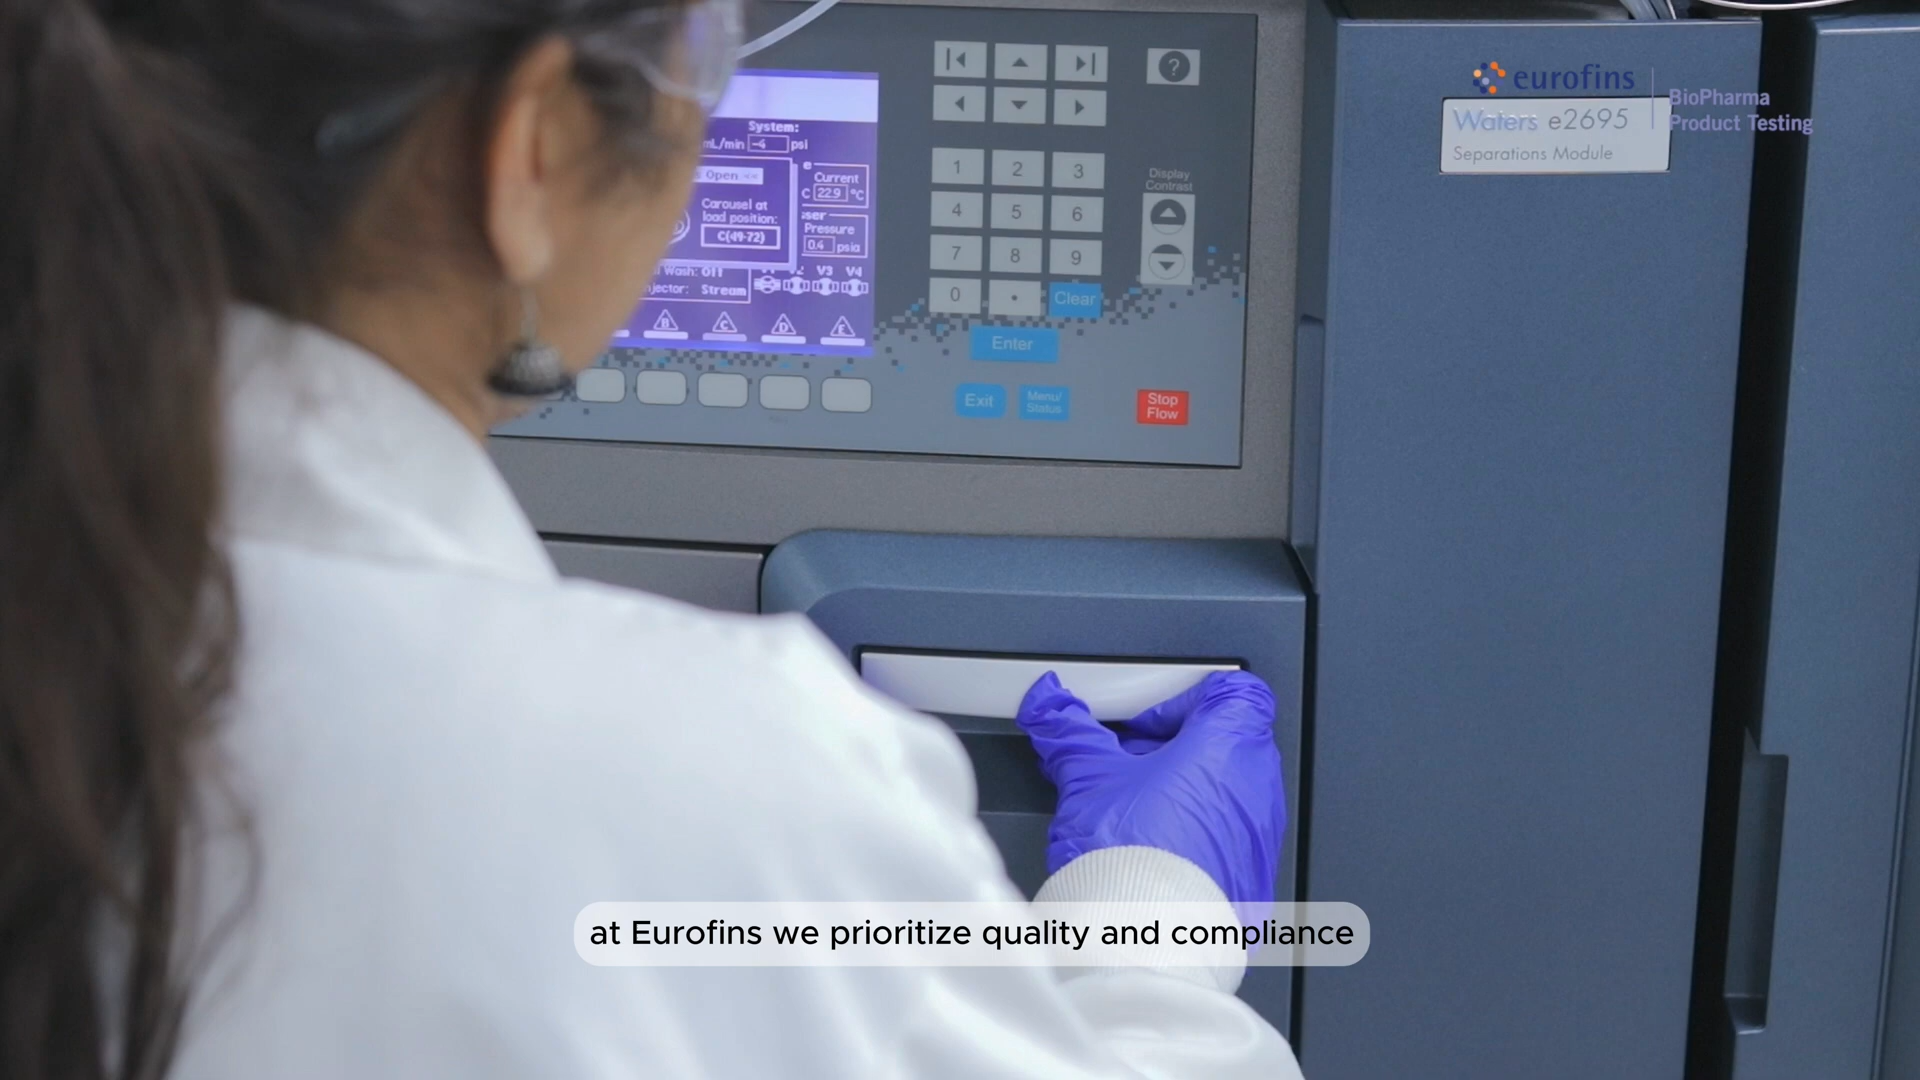 eurofins
BioPharma
Product Testing
Waters e2695
Separations Module
System:
mL/min -4 psi
s Open <=
Current
C 22.9 °C
Carousel at
load position:
C(49-72)
Pressure
0.4 psia
Wash: Off
Stream
V3 V4
B C D E
?
1 2 3
4 5 6
7 8 9
0 . Clear
Enter
Exit
Menu/
Status
Stop
Flow
Display
Contrast
at Eurofins we prioritize quality and compliance